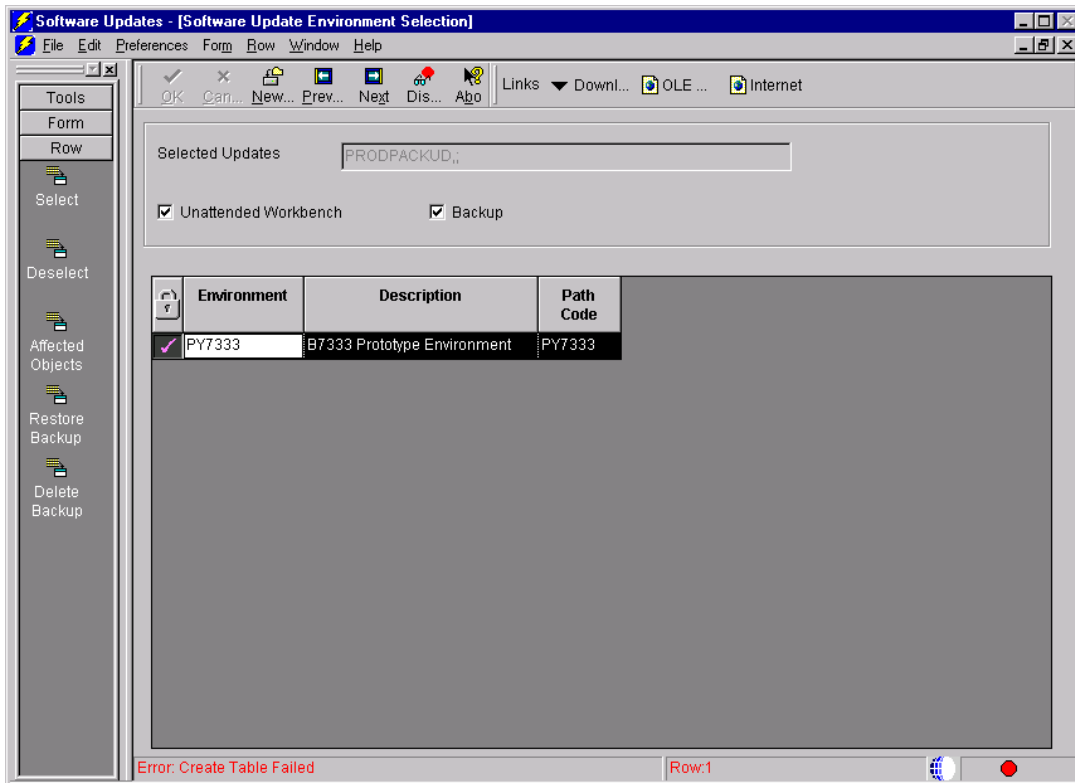 Software Updates - [Software Update Environment Selection]
File Edit Preferences Form Row Window Help
Tools
Form
Row
Select
Deselect
Affected
Objects
Restore
Backup
Delete
Backup
OK Can... New... Prev... Next Dis... Abo Links Downl... OLE ... Internet
Selected Updates PRODPACKUD,;
Unattended Workbench Backup
Environment Description Path Code
PY7333 B7333 Prototype Environment PY7333
Error: Create Table Failed Row:1